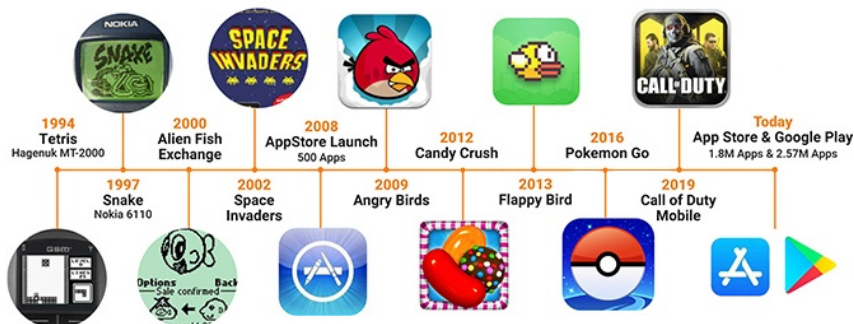 NOKIA
SNAKE
SPACE
INVADERS
CALL OF DUTY
1994
Tetris
Hagenuk MT-2000
2000
Alien Fish
Exchange
2008
AppStore Launch
500 Apps
2012
Candy Crush
2016
Pokemon Go
Today
App Store & Google Play
1.8M Apps & 2.57M Apps
1997
Snake
Nokia 6110
2002
Space
Invaders
2009
Angry Birds
2013
Flappy Bird
2019
Call of Duty
Mobile
GSM
Options Back
Sale confirmed